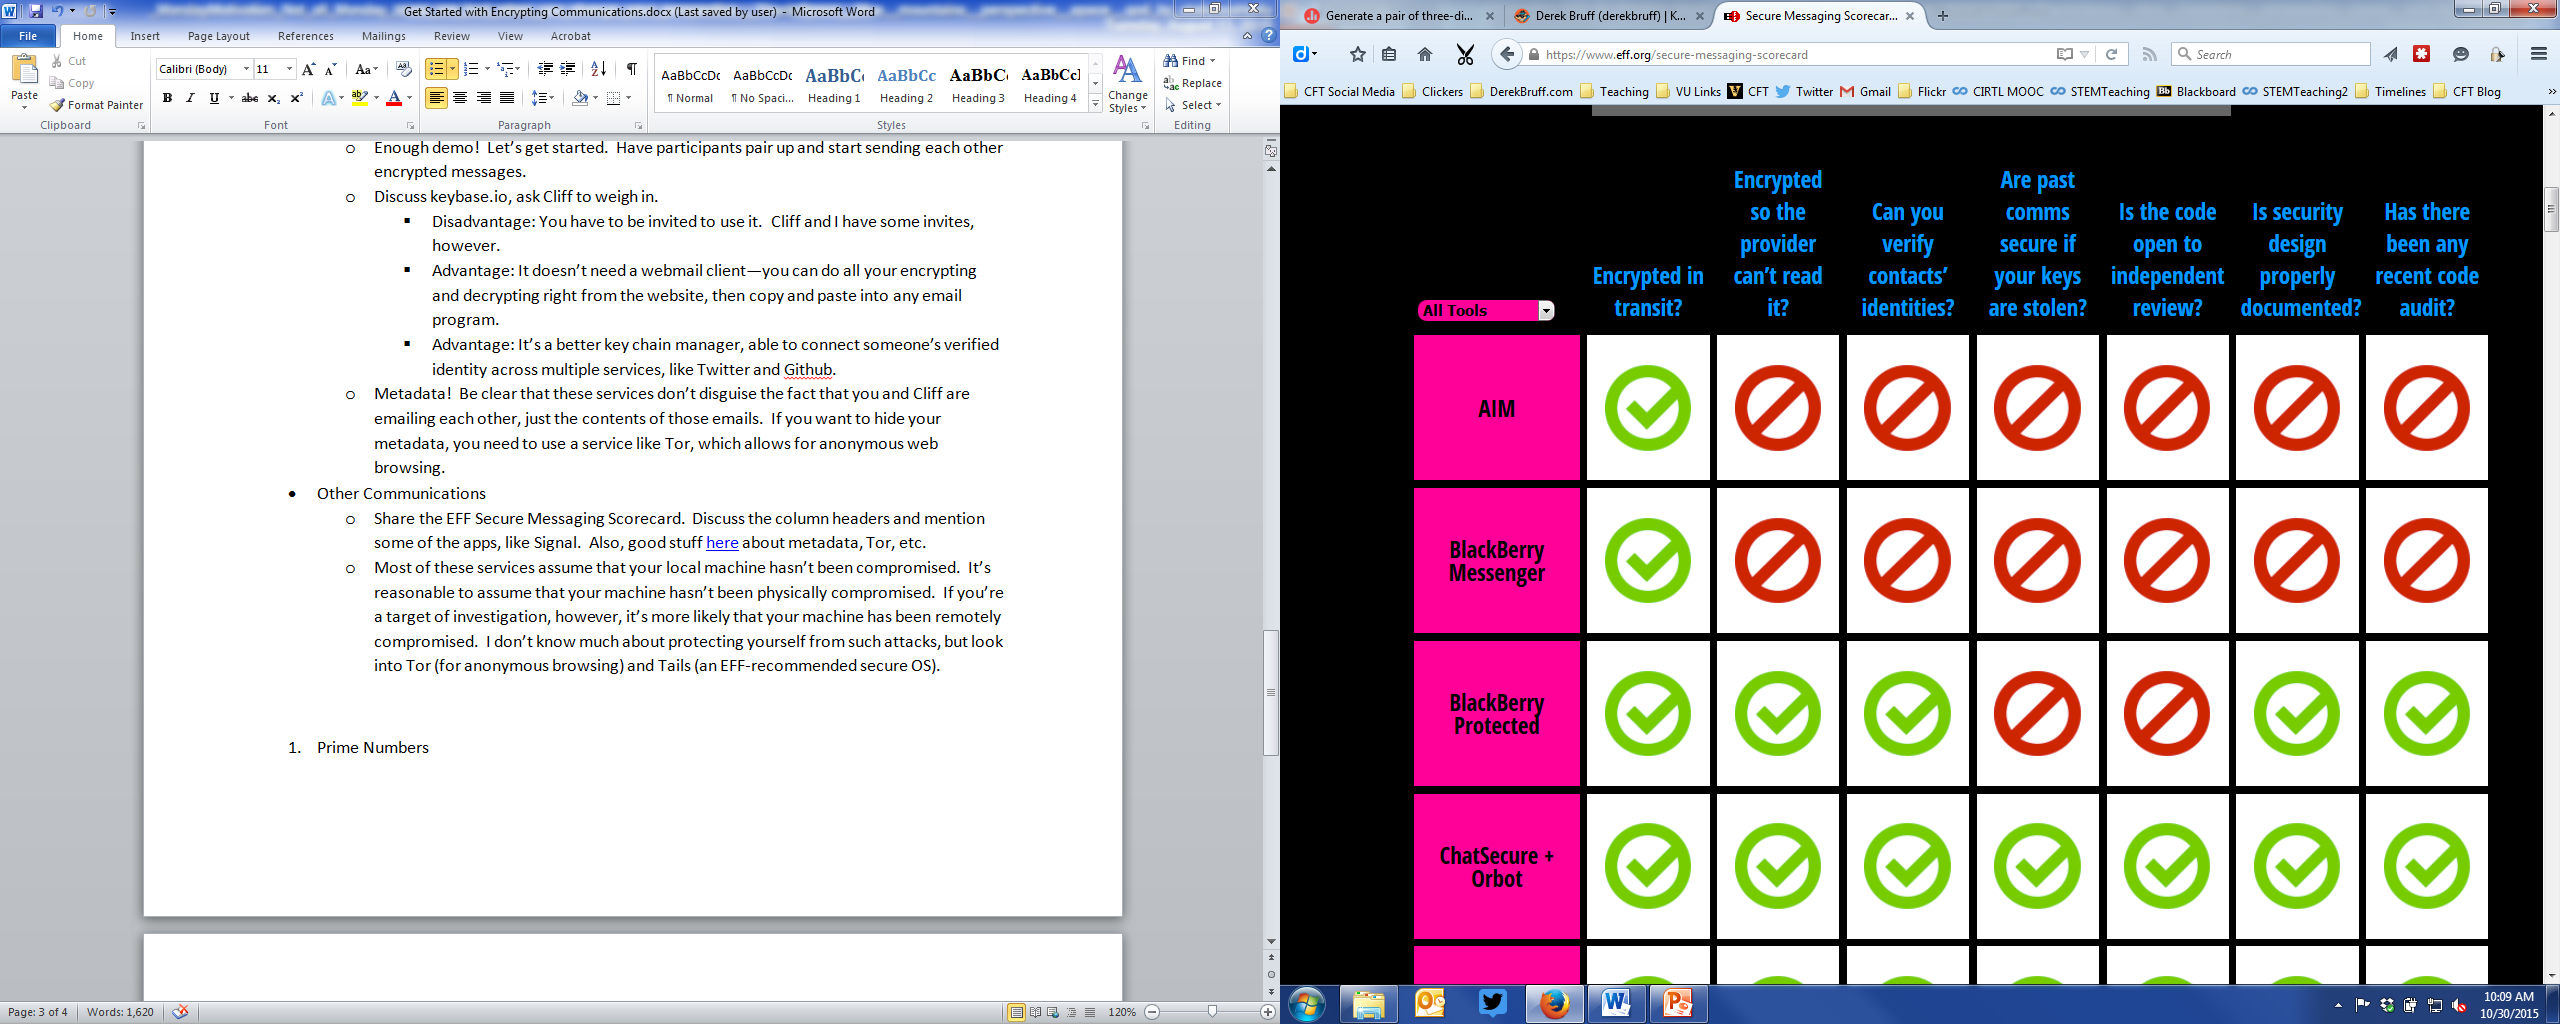 Get Started with Encrypting Communications.docx (Last saved by user) - Microsoft Word
File Home Insert Page Layout References Mailings Review View Acrobat
Paste
Cut
Copy
Format Painter
Clipboard
Calibri (Body) 11
Font
Paragraph
AaBbCcDc AaBbCcDc AaBbC AaBbCc AaBbC AaBbCcI
¶ Normal ¶ No Spaci... Heading 1 Heading 2 Heading 3 Heading 4
Styles
Change
Styles
Find
Replace
Select
Editing
o Enough demo! Let's get started. Have participants pair up and start sending each other
encrypted messages.
o Discuss keybase.io, ask Cliff to weigh in.
▪ Disadvantage: You have to be invited to use it. Cliff and I have some invites,
however.
▪ Advantage: It doesn't need a webmail client—you can do all your encrypting
and decrypting right from the website, then copy and paste into any email
program.
▪ Advantage: It's a better key chain manager, able to connect someone's verified
identity across multiple services, like Twitter and Github.
o Metadata! Be clear that these services don't disguise the fact that you and Cliff are
emailing each other, just the contents of those emails. If you want to hide your
metadata, you need to use a service like Tor, which allows for anonymous web
browsing.
• Other Communications
o Share the EFF Secure Messaging Scorecard. Discuss the column headers and mention
some of the apps, like Signal. Also, good stuff here about metadata, Tor, etc.
o Most of these services assume that your local machine hasn't been compromised. It's
reasonable to assume that your machine hasn't been physically compromised. If you're
a target of investigation, however, it's more likely that your machine has been remotely
compromised. I don't know much about protecting yourself from such attacks, but look
into Tor (for anonymous browsing) and Tails (an EFF-recommended secure OS).
1. Prime Numbers
Page: 3 of 4 Words: 1,620 120%
Generate a pair of three-di... Derek Bruff (derekbruff) | K... Secure Messaging Scorecar...
https://www.eff.org/secure-messaging-scorecard
Search
CFT Social Media Clickers DerekBruff.com Teaching VU Links CFT Twitter Gmail Flickr CIRTL MOOC STEMTeaching Blackboard STEMTeaching2 Timelines CFT Blog
All Tools
Encrypted in
transit?
Encrypted
so the
provider
can't read
it?
Can you
verify
contacts'
identities?
Are past
comms
secure if
your keys
are stolen?
Is the code
open to
independent
review?
Is security
design
properly
documented?
Has there
been any
recent code
audit?
AIM
BlackBerry
Messenger
BlackBerry
Protected
ChatSecure +
Orbot
10:09 AM
10/30/2015